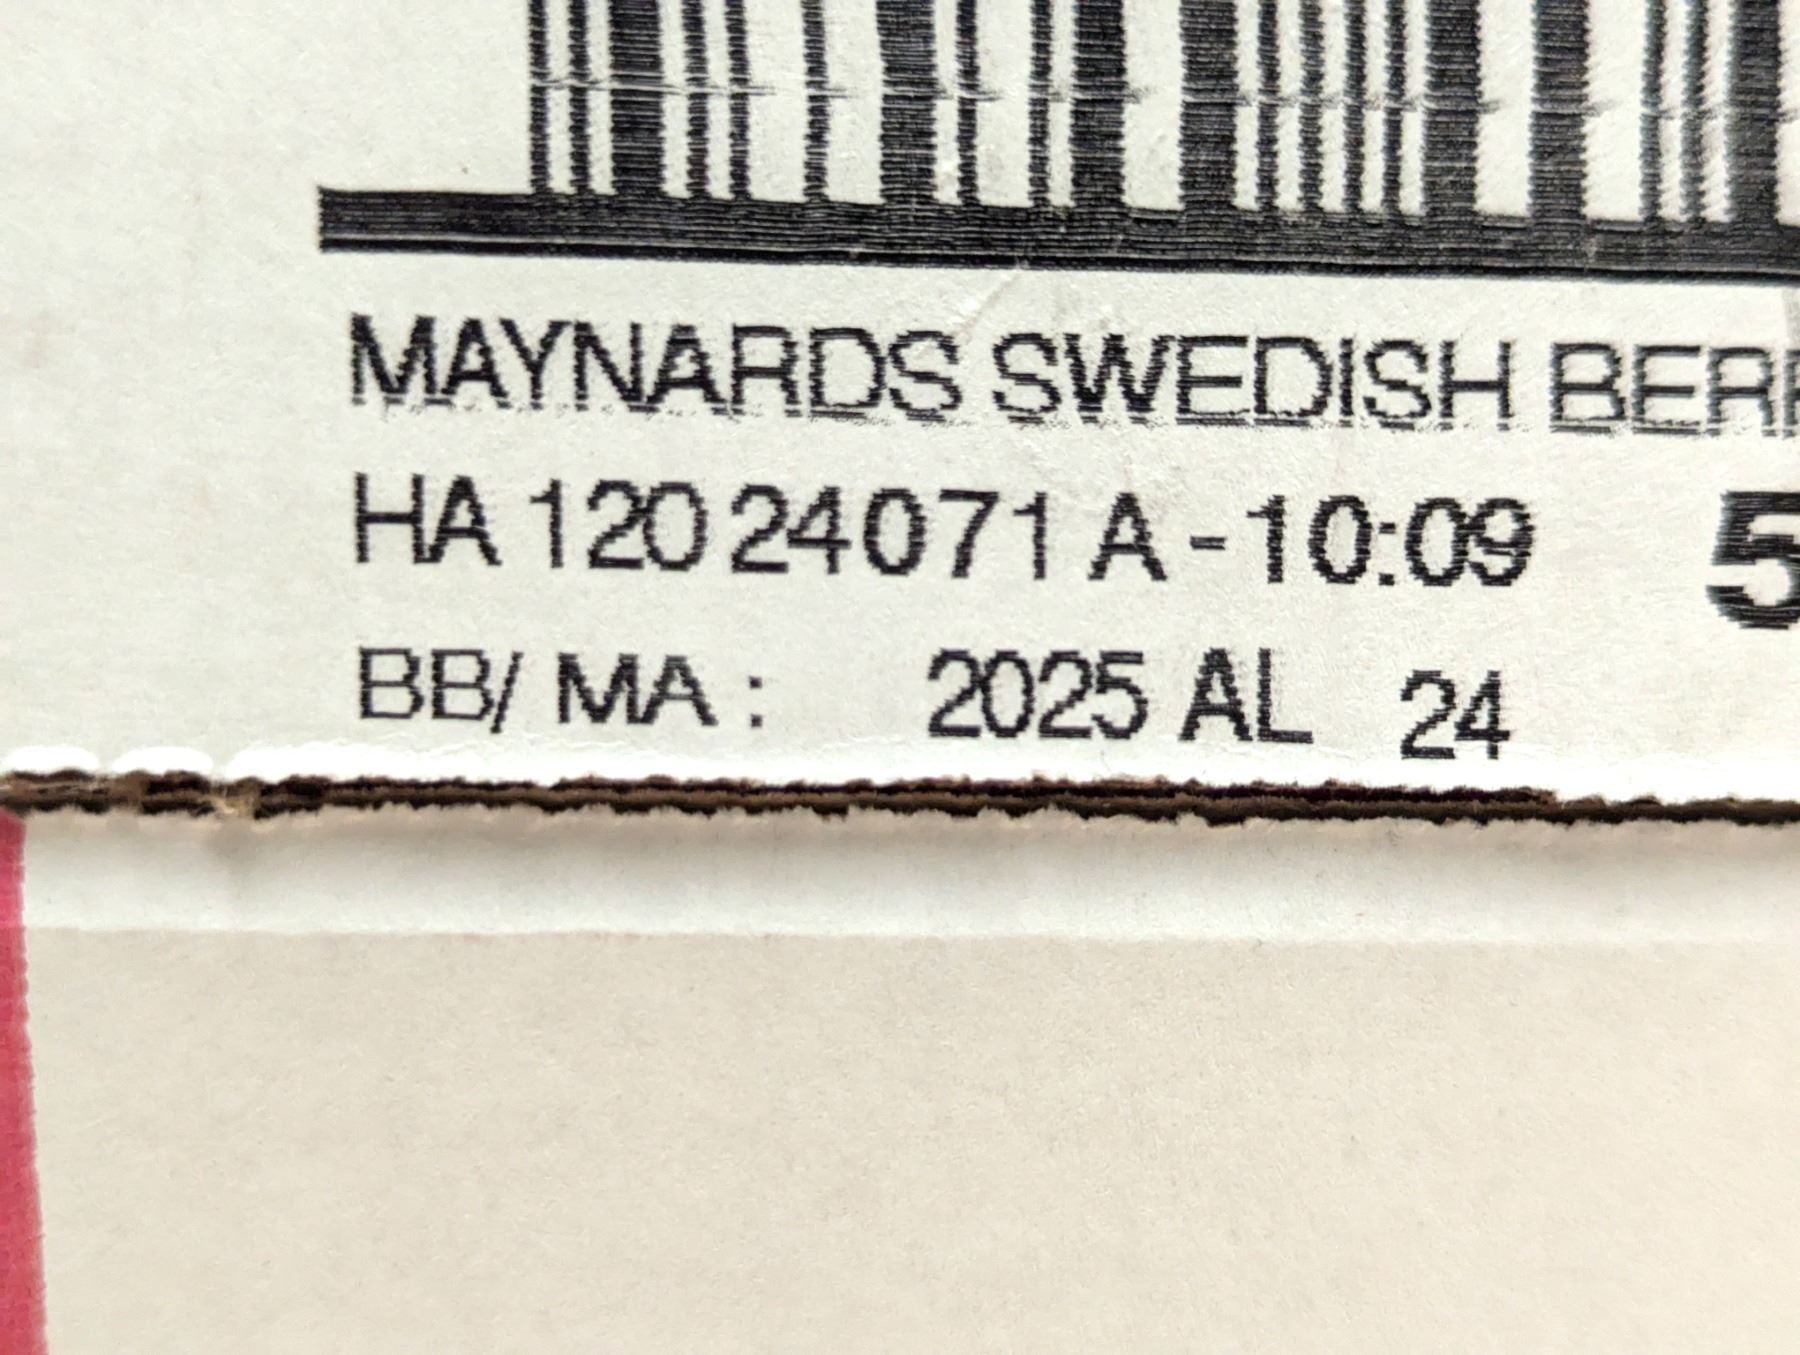 MAYNARDS SWEDISH
HA 120 24071 A - 10:09
BB/ MA : 2025 AL 24